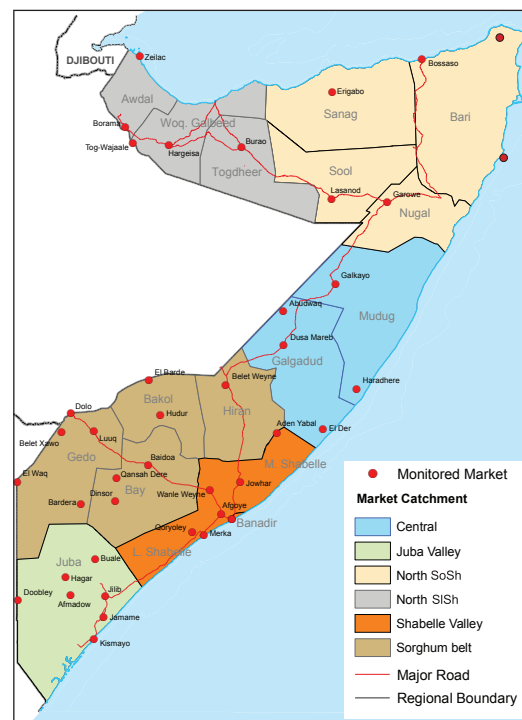 DJIBOUTI
Zeilac
Bossaso
Awdal
Erigabo
Sanag
Bari
Borama
Woq. Galbeed
Tog-Wajaale
Hargeisa
Burao
Togdheer
Sool
Lasanod
Garowe
Nugal
Galkayo
Abudwaq
Mudug
Dusa Mareb
Galgadud
El Barde
Belet Weyne
Haradhere
Bakol
Dolo
Hudur
Hiran
Aden Yabal
El Der
Belet Xawo
Luuq
Gedo
Baidoa
M. Shabelle
El Waq
Qansah Dere
Bay
Dinsor
Wanle Weyne
Jowhar
Bardera
Afgoye
Banadir
Qoryoley
Merka
L. Shabelle
Juba
Buale
Hagar
Doobley
Afmadow
Jilib
Jamame
Kismayo
Monitored Market
Market Catchment
Central
Juba Valley
North SoSh
North SlSh
Shabelle Valley
Sorghum belt
Major Road
Regional Boundary